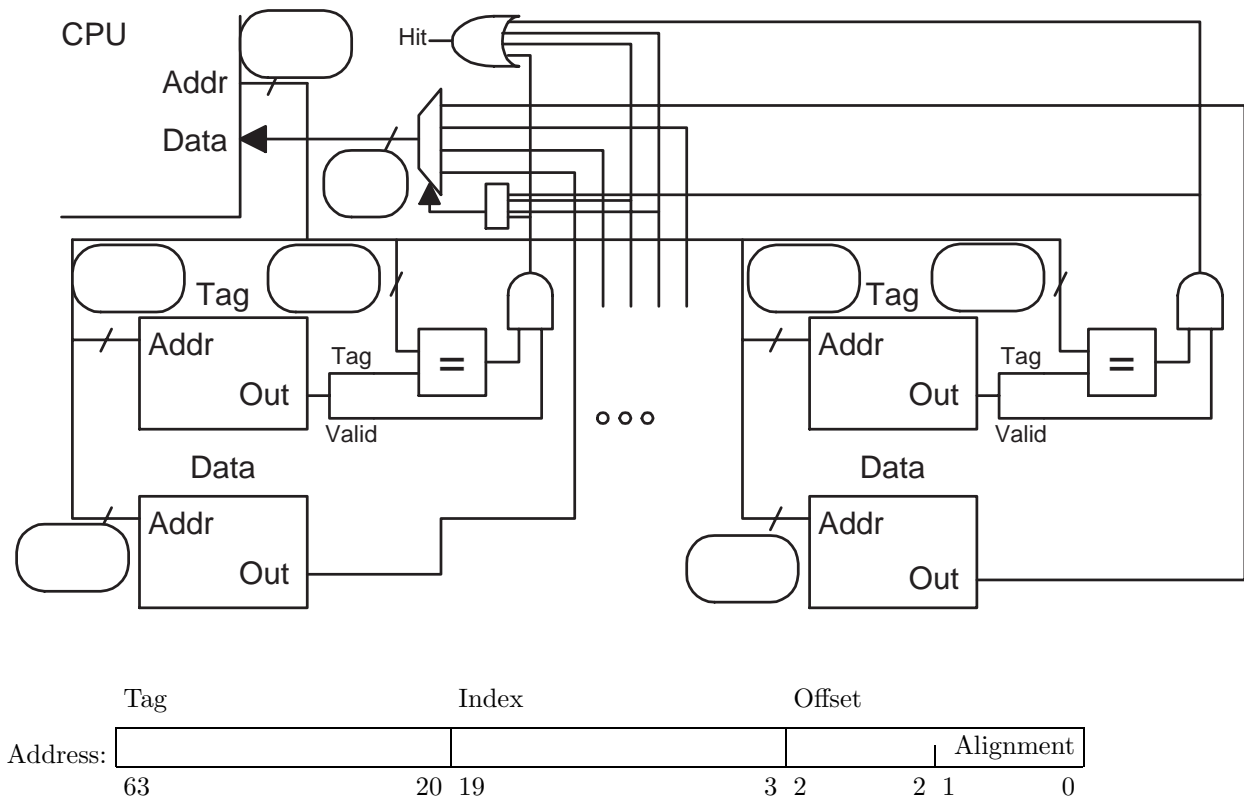 CPU
Hit
Addr
Data
Tag Tag
Addr Tag = Addr Tag =
Out Out
Valid Valid
Data Data
Addr Addr
Out Out
Tag Index Offset
Address: Alignment
63 20 19 3 2 2 1 0